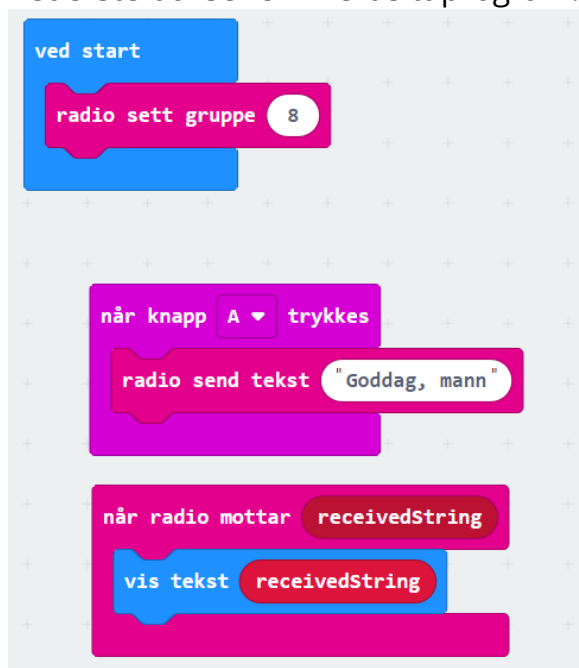 ved start
radio sett gruppe 8
når knapp A trykkes
radio send tekst "Goddag, mann"
når radio mottar receivedString
vis tekst receivedString